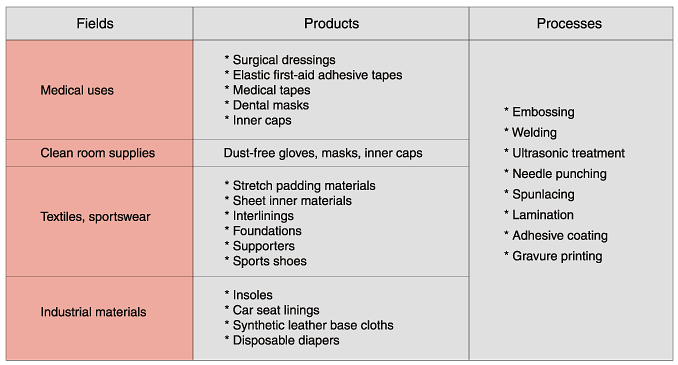 Fields
Products
Processes
Medical uses
* Surgical dressings
* Elastic first-aid adhesive tapes
* Medical tapes
* Dental masks
* Inner caps
Clean room supplies
Dust-free gloves, masks, inner caps
Textiles, sportswear
* Stretch padding materials
* Sheet inner materials
* Interlinings
* Foundations
* Supporters
* Sports shoes
Industrial materials
* Insoles
* Car seat linings
* Synthetic leather base cloths
* Disposable diapers
* Embossing
* Welding
* Ultrasonic treatment
* Needle punching
* Spunlacing
* Lamination
* Adhesive coating
* Gravure printing